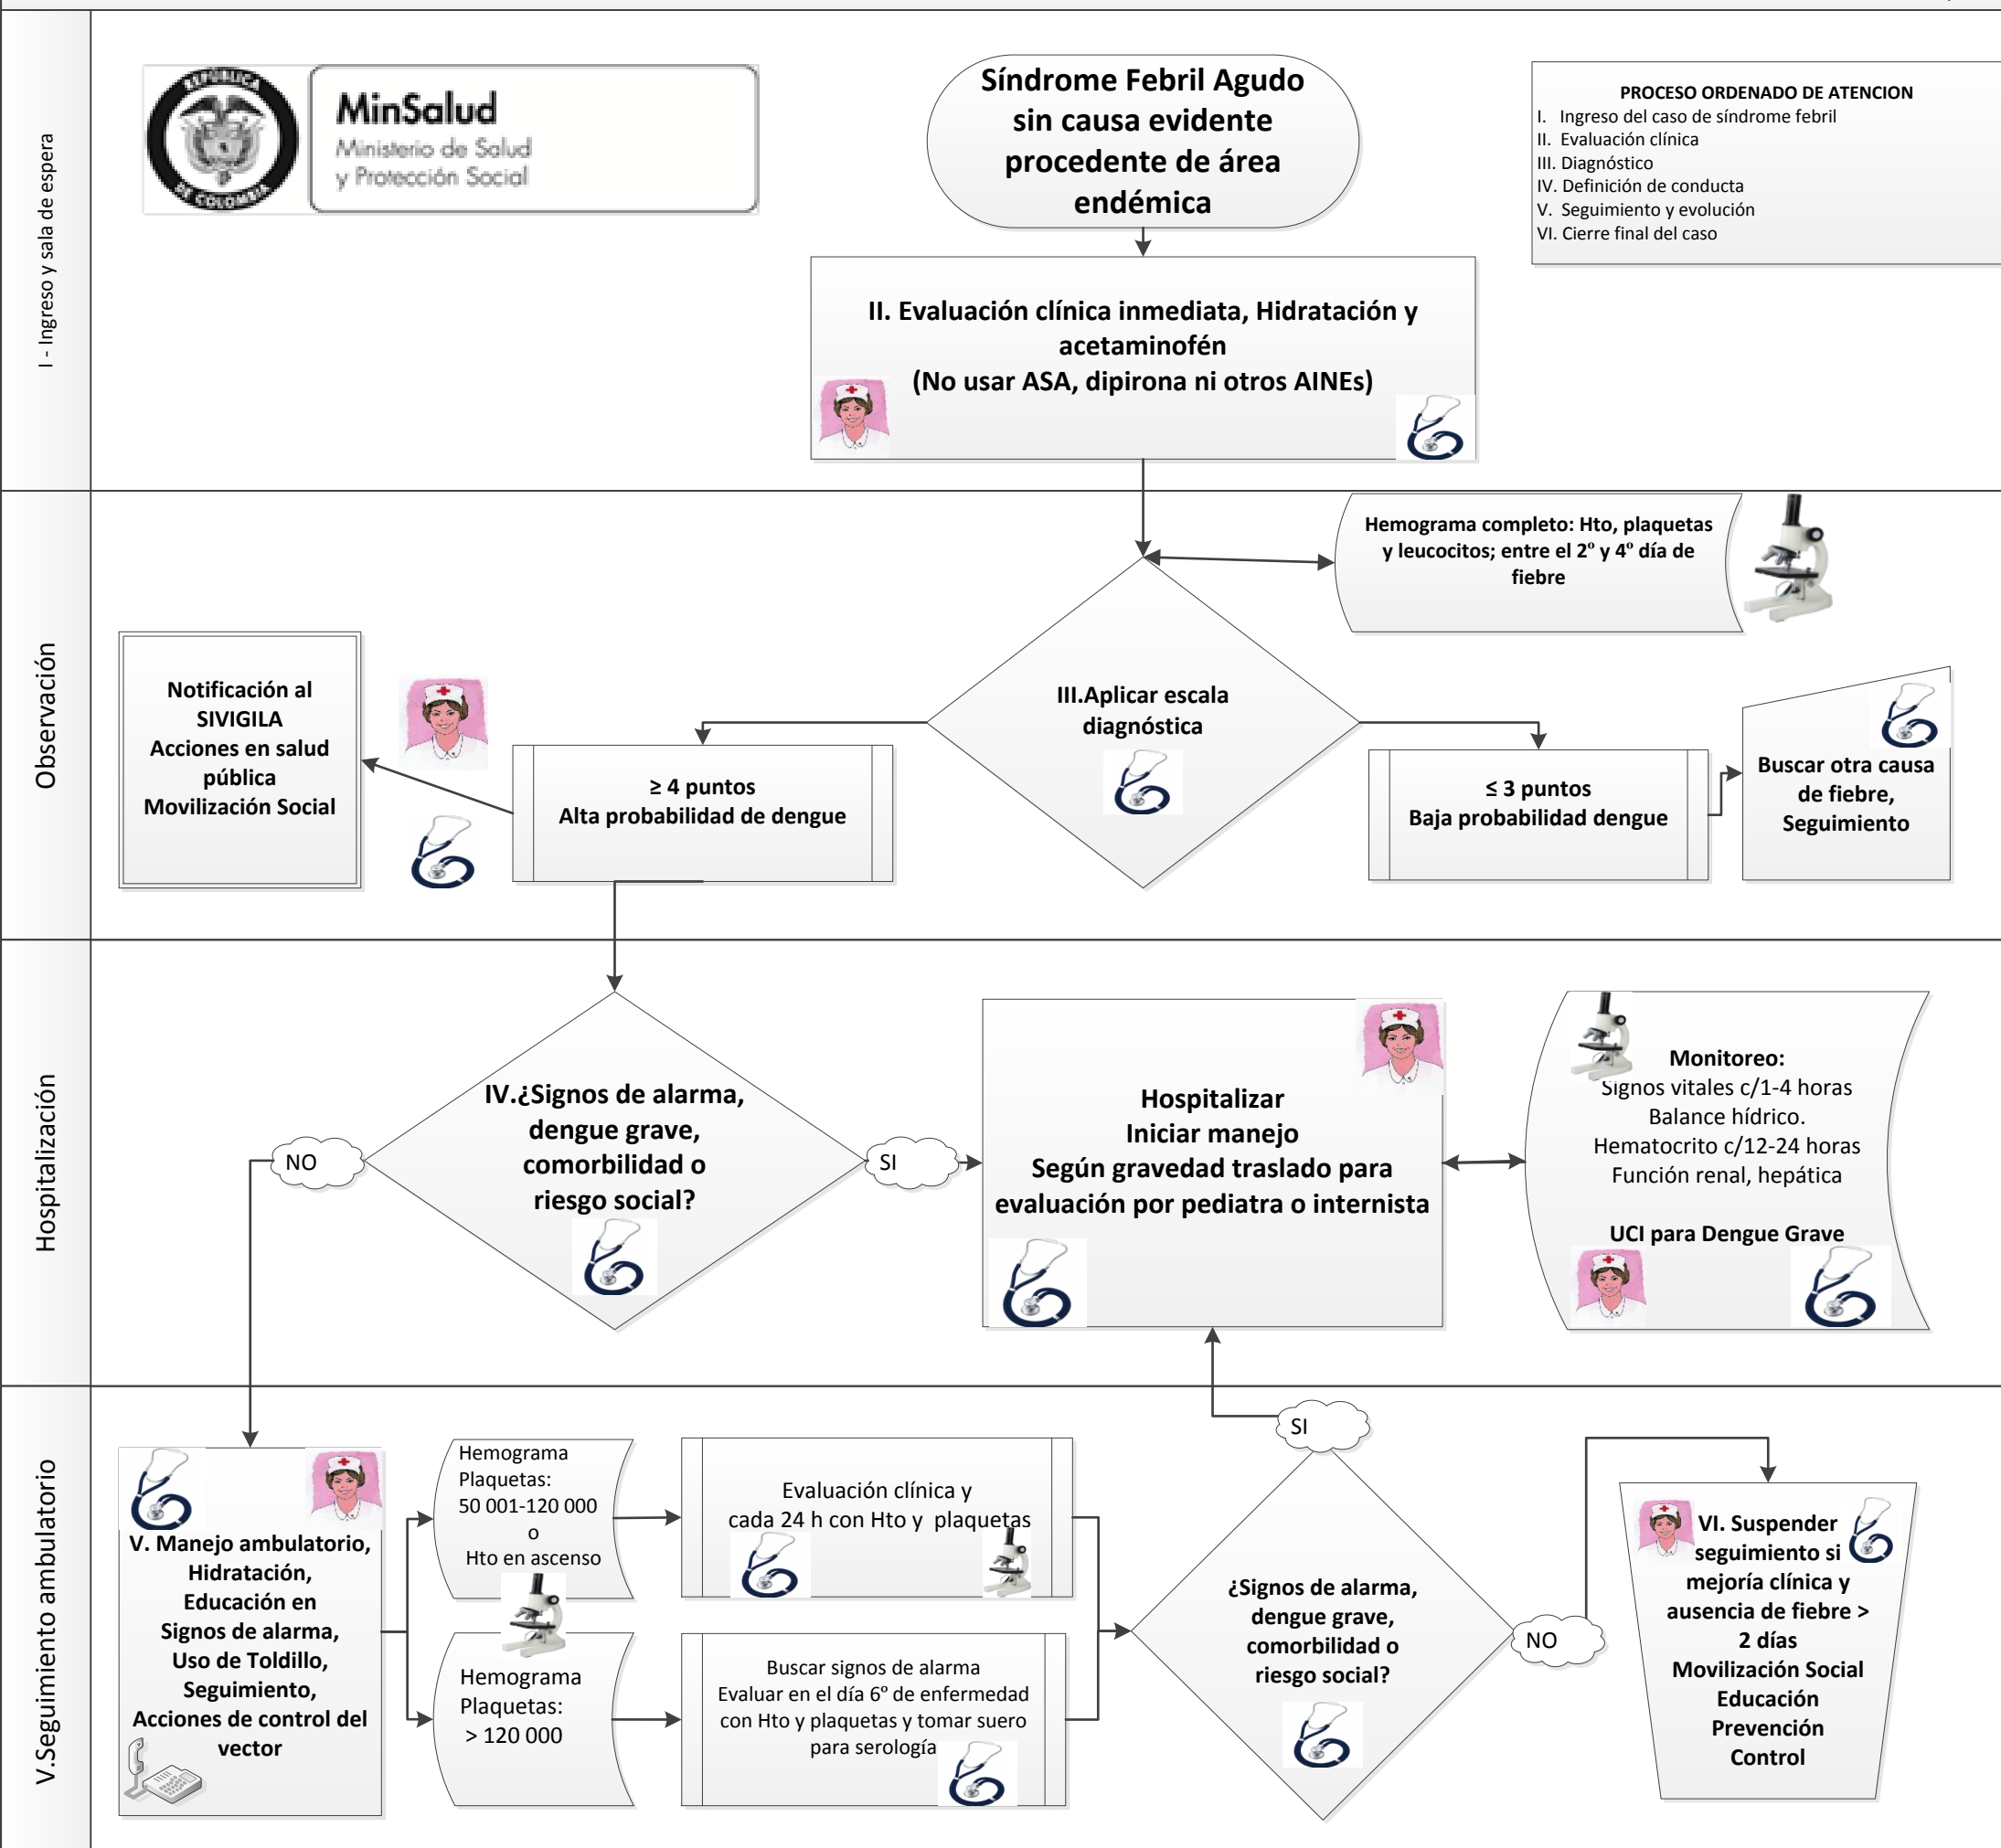 I - Ingreso y sala de espera
REPÚBLICA
DE COLOMBIA
MinSalud
Ministerio de Salud
y Protección Social
Síndrome Febril Agudo
sin causa evidente
procedente de área
endémica
PROCESO ORDENADO DE ATENCION
I. Ingreso del caso de síndrome febril
II. Evaluación clínica
III. Diagnóstico
IV. Definición de conducta
V. Seguimiento y evolución
VI. Cierre final del caso
II. Evaluación clínica inmediata, Hidratación y
acetaminofén
(No usar ASA, dipirona ni otros AINEs)
Observación
Hemograma completo: Hto, plaquetas
y leucocitos; entre el 2º y 4º día de
fiebre
III.Aplicar escala
diagnóstica
Notificación al
SIVIGILA
Acciones en salud
pública
Movilización Social
≥ 4 puntos
Alta probabilidad de dengue
≤ 3 puntos
Baja probabilidad dengue
Buscar otra causa
de fiebre,
Seguimiento
Hospitalización
IV.¿Signos de alarma,
dengue grave,
comorbilidad o
riesgo social?
NO
SI
Hospitalizar
Iniciar manejo
Según gravedad traslado para
evaluación por pediatra o internista
Monitoreo:
Signos vitales c/1-4 horas
Balance hídrico.
Hematocrito c/12-24 horas
Función renal, hepática
UCI para Dengue Grave
V.Seguimiento ambulatorio
V. Manejo ambulatorio,
Hidratación,
Educación en
Signos de alarma,
Uso de Toldillo,
Seguimiento,
Acciones de control del
vector
Hemograma
Plaquetas:
50 001-120 000
o
Hto en ascenso
Evaluación clínica y
cada 24 h con Hto y plaquetas
Hemograma
Plaquetas:
> 120 000
Buscar signos de alarma
Evaluar en el día 6º de enfermedad
con Hto y plaquetas y tomar suero
para serología
SI
¿Signos de alarma,
dengue grave,
comorbilidad o
riesgo social?
NO
VI. Suspender
seguimiento si
mejoría clínica y
ausencia de fiebre >
2 días
Movilización Social
Educación
Prevención
Control